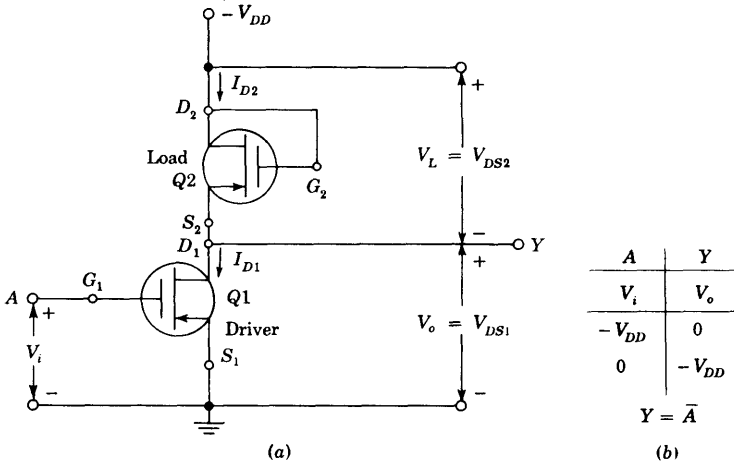 - V_DD
I_D2
D_2
+
Load
Q2
G_2
V_L = V_DS2
S_2
-
D_1
Y
+
I_D1
A
G_1
+
Q1
Driver
V_o = V_DS1
V_i
S_1
-
-
(a)
A Y
V_i V_o
-V_DD 0
0 -V_DD
Y = A̅
(b)